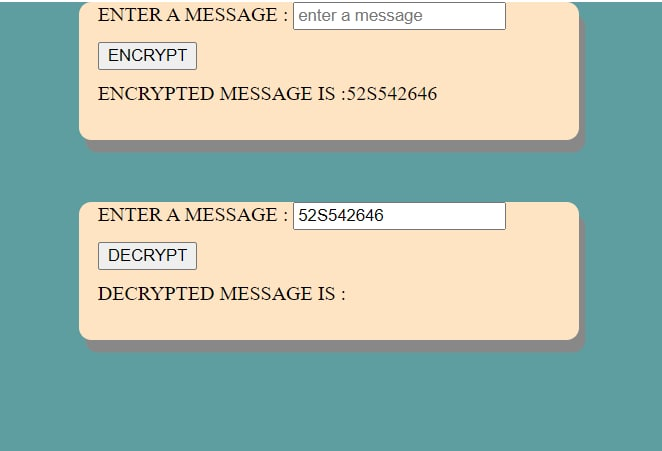 ENTER A MESSAGE : enter a message
ENCRYPT
ENCRYPTED MESSAGE IS :52S542646
ENTER A MESSAGE : 52S542646
DECRYPT
DECRYPTED MESSAGE IS :